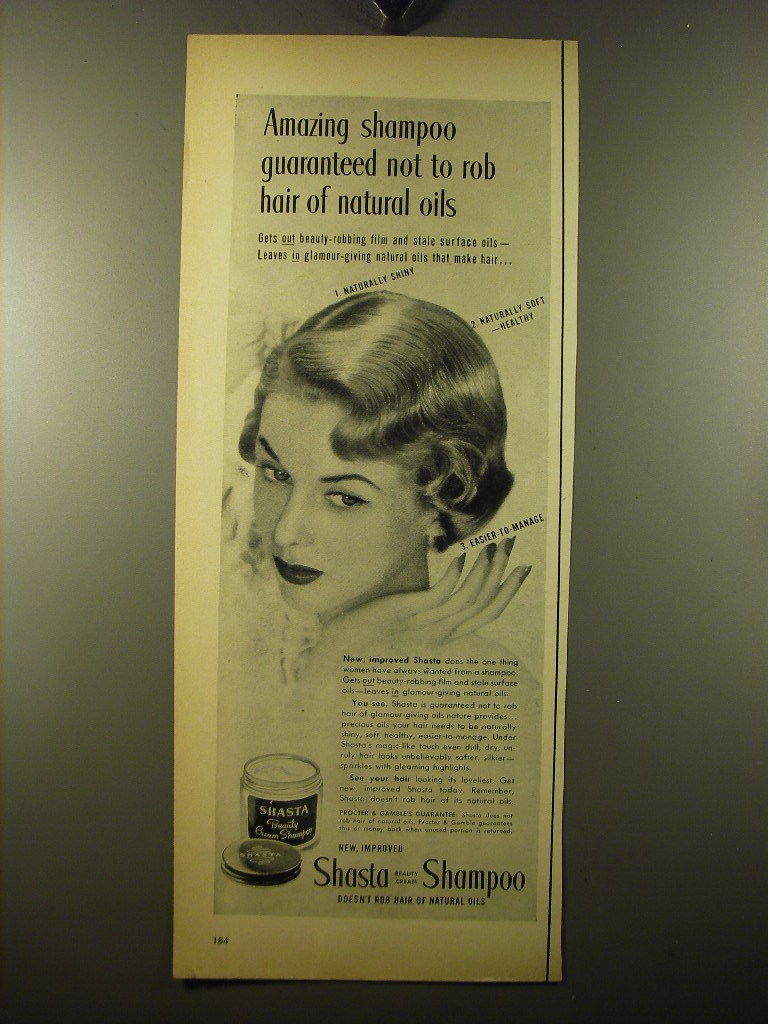 Amazing shampoo
guaranteed not to rob
hair of natural oils
Gets out beauty-robbing film and stale surface oils—
Leaves in glamour-giving natural oils that make hair...
1. NATURALLY SHINY
2. NATURALLY SOFT
—HEALTHY
3. EASIER-TO-MANAGE
New, improved Shasta does the one thing
women have always wanted from a shampoo.
Gets out beauty-robbing film and stale surface
oils—leaves in glamour-giving natural oils.
You see, Shasta is guaranteed not to rob
hair of glamour-giving oils nature provides...
precious oils your hair needs to be naturally
shiny, soft, healthy, easier-to-manage. Under
Shasta's magic-like touch even dull, dry, un-
ruly hair looks unbelievably softer, silkier—
sparkles with gleaming highlights.
See your hair looking its loveliest. Get
new, improved Shasta today. Remember,
Shasta doesn't rob hair of its natural oils.
PROCTER & GAMBLE'S GUARANTEE: Shasta does not
rob hair of natural oils. Procter & Gamble guarantees
this or money back when unused portion is returned.
SHASTA
Beauty
Cream Shampoo
SHASTA
NEW, IMPROVED
Shasta BEAUTY CREAM Shampoo
DOESN'T ROB HAIR OF NATURAL OILS
184